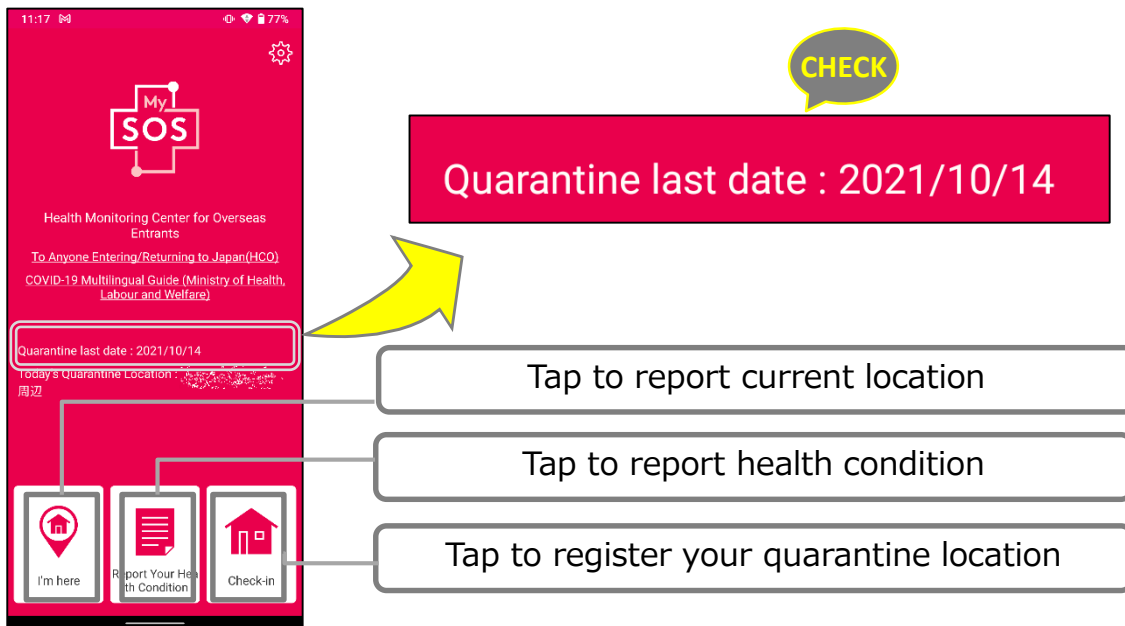 11:17
77%
My
SOS
Health Monitoring Center for Overseas
Entrants
To Anyone Entering/Returning to Japan(HCO)
COVID-19 Multilingual Guide (Ministry of Health,
Labour and Welfare)
Quarantine last date : 2021/10/14
Today's Quarantine Location :
周辺
I'm here
Report Your Hea
lth Condition
Check-in
CHECK
Quarantine last date : 2021/10/14
Tap to report current location
Tap to report health condition
Tap to register your quarantine location